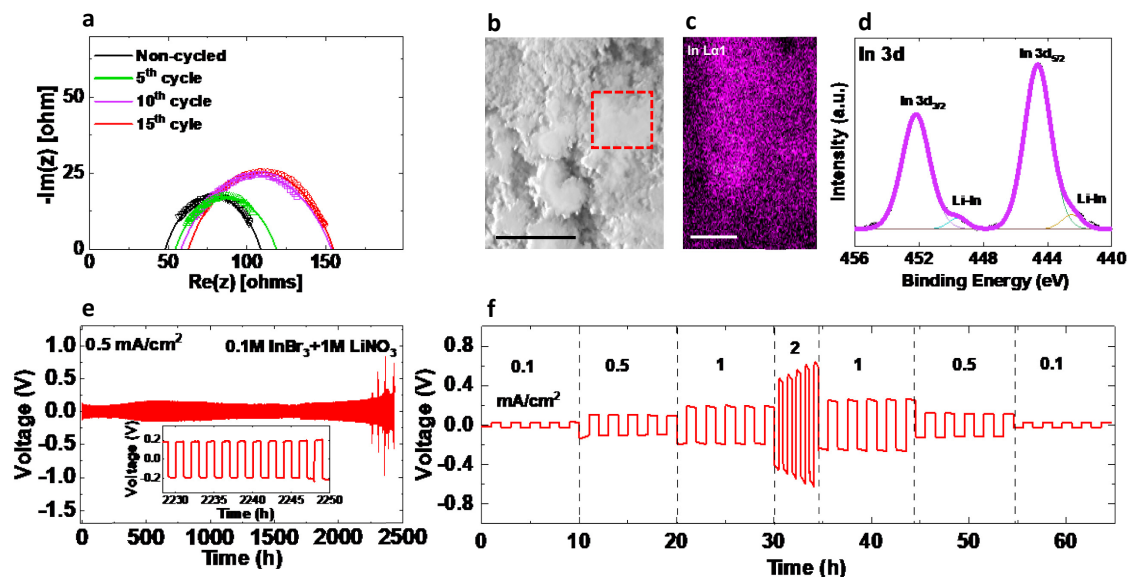 a
-Im(z) [ohm]
50
25
0
Non-cycled
5th cycle
10th cycle
15th cyle
0 50 100 150 200
Re(z) [ohms]
b
c
In Lα1
d
In 3d
In 3d3/2
In 3d5/2
Li-In
Li-In
Intensity (a.u.)
456 452 448 444 440
Binding Energy (eV)
e
Voltage (V)
1.0
0.5
0.0
-0.5
-1.0
-1.5
0.5 mA/cm2
0.1M InBr3+1M LiNO3
Voltage (V)
0.2
0.0
-0.2
2230 2235 2240 2245 2250
Time (h)
0 500 1000 1500 2000 2500
Time (h)
f
Voltage (V)
0.8
0.4
0.0
-0.4
-0.8
0.1 0.5 1 2 1 0.5 0.1
mA/cm2
0 10 20 30 40 50 60
Time (h)